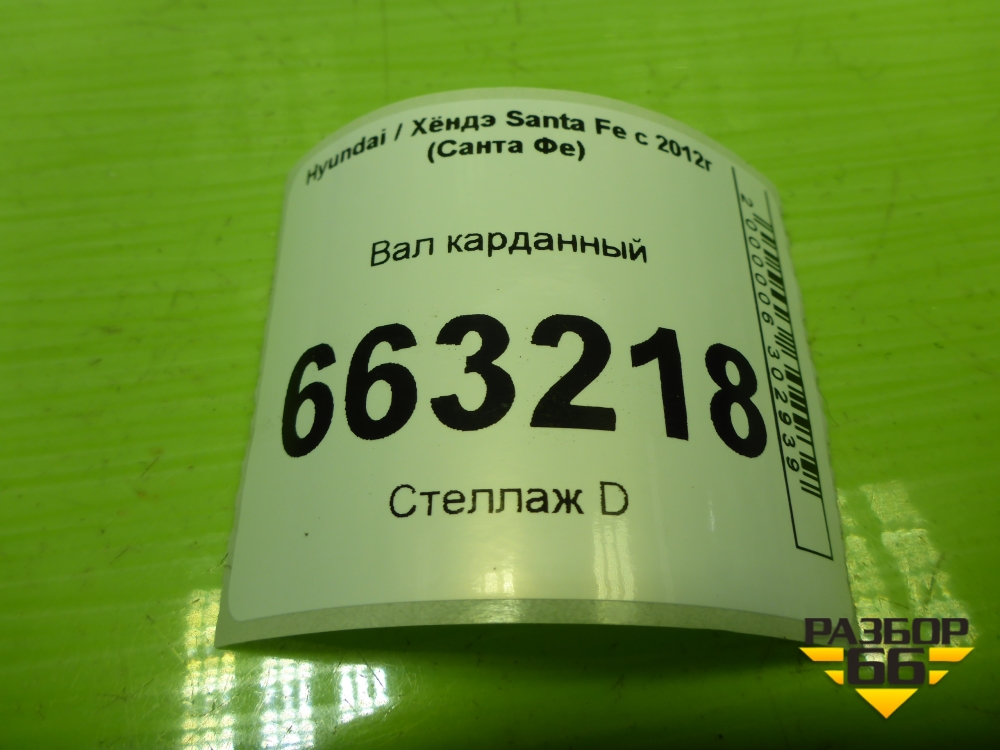 Hyundai / Хёндэ Santa Fe с 2012г
(Санта Фе)
Вал карданный
663218
Стеллаж D
2000006302939
РАЗБОР
66